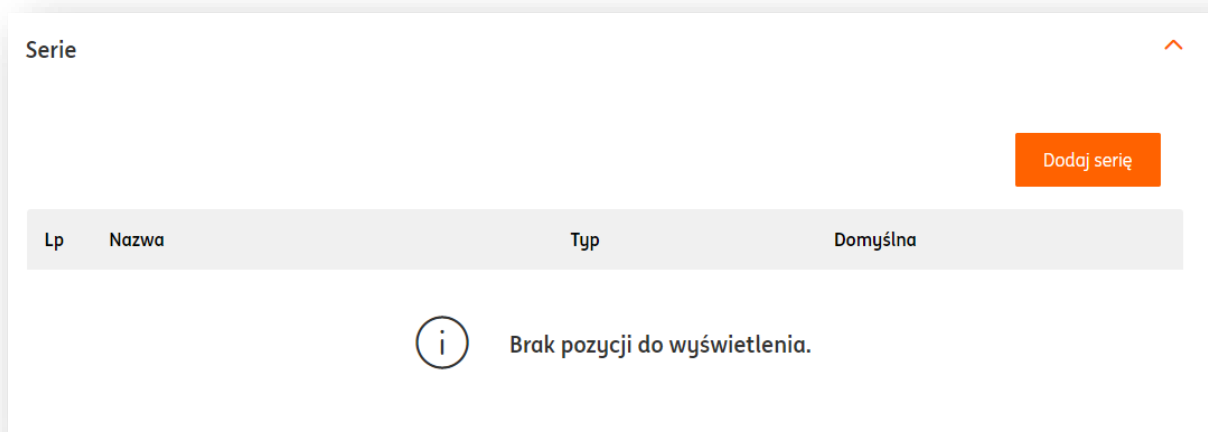 Serie
Dodaj serię
Lp Nazwa Typ Domyślna
Brak pozycji do wyświetlenia.